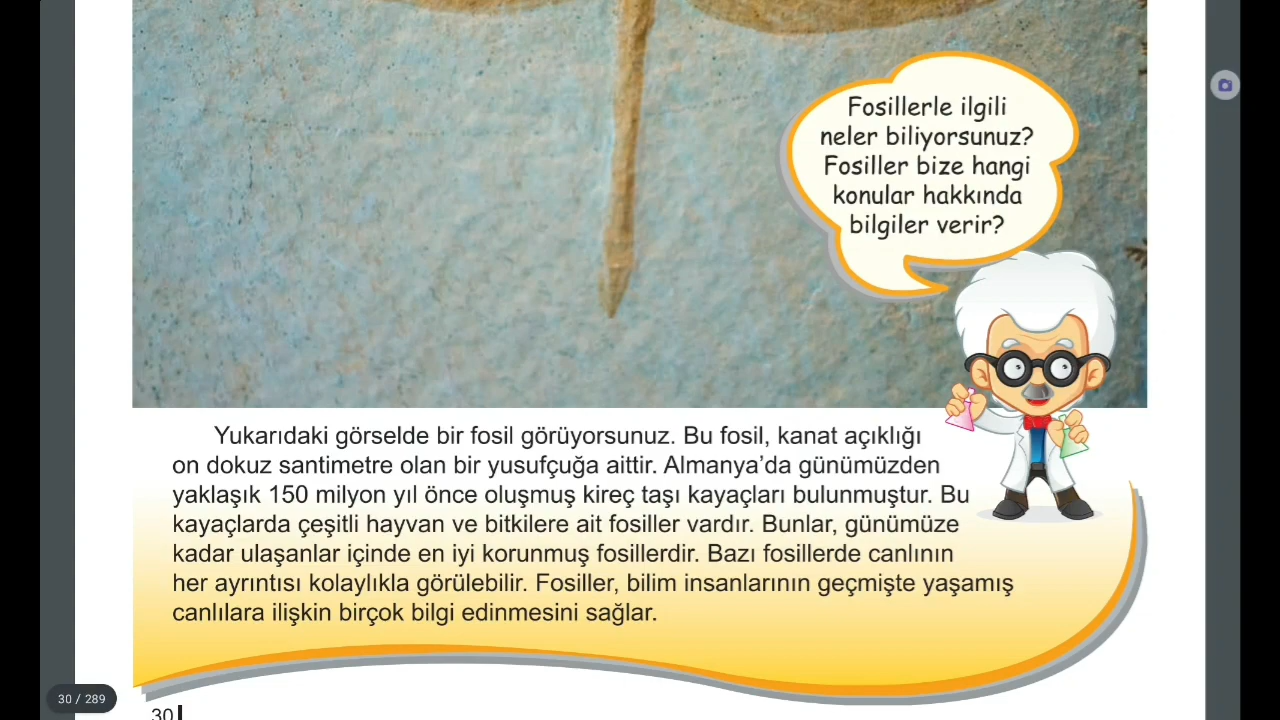 Fosillerle ilgili
neler biliyorsunuz?
Fosiller bize hangi
konular hakkında
bilgiler verir?
Yukarıdaki görselde bir fosil görüyorsunuz. Bu fosil, kanat açıklığı
on dokuz santimetre olan bir yusufçuğa aittir. Almanya’da günümüzden
yaklaşık 150 milyon yıl önce oluşmuş kireç taşı kayaçları bulunmuştur. Bu
kayaçlarda çeşitli hayvan ve bitkilere ait fosiller vardır. Bunlar, günümüze
kadar ulaşanlar içinde en iyi korunmuş fosillerdir. Bazı fosillerde canlının
her ayrıntısı kolaylıkla görülebilir. Fosiller, bilim insanlarının geçmişte yaşamış
canlılara ilişkin birçok bilgi edinmesini sağlar.
30 / 289
30